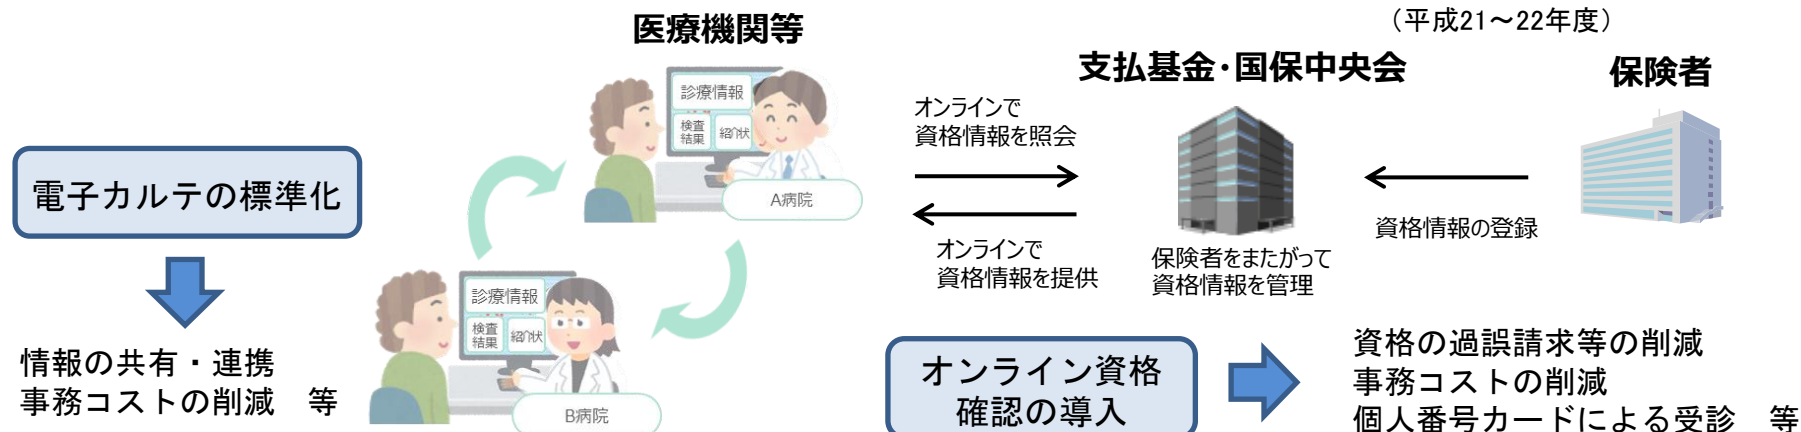 （平成21～22年度）
医療機関等
支払基金・国保中央会
保険者
診療情報
検査
結果
紹介状
A病院
オンラインで
資格情報を照会
オンラインで
資格情報を提供
保険者をまたがって
資格情報を管理
資格情報の登録
電子カルテの標準化
情報の共有・連携
事務コストの削減　等
診療情報
検査
結果
紹介状
B病院
オンライン資格
確認の導入
資格の過誤請求等の削減
事務コストの削減
個人番号カードによる受診　等